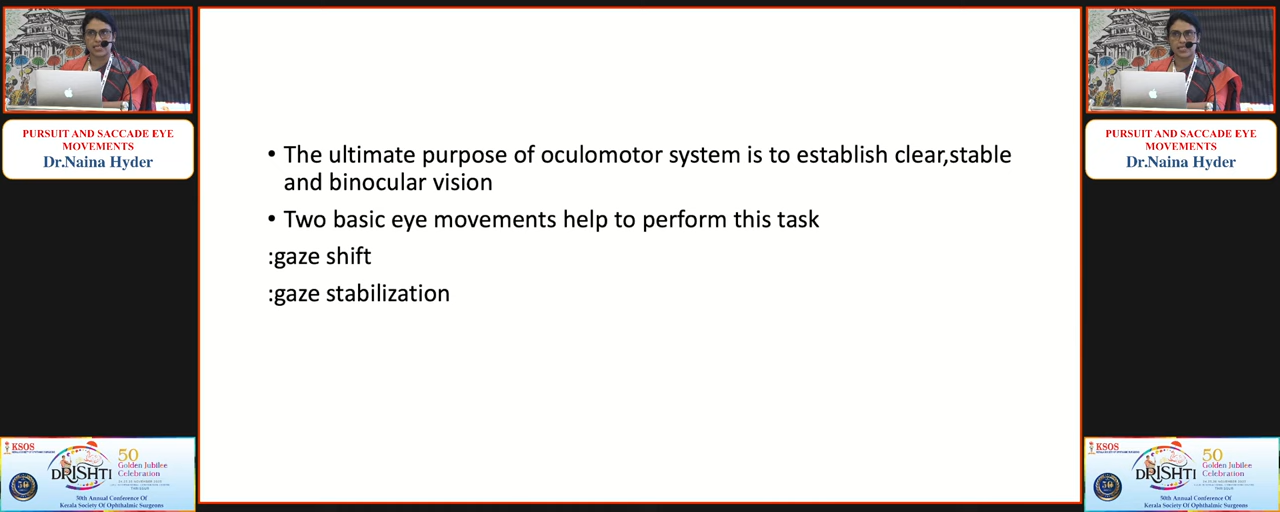 PURSUIT AND SACCADE EYE
MOVEMENTS
Dr.Naina Hyder
• The ultimate purpose of oculomotor system is to establish clear,stable
and binocular vision
• Two basic eye movements help to perform this task
:gaze shift
:gaze stabilization
PURSUIT AND SACCADE EYE
MOVEMENTS
Dr.Naina Hyder
KSOS
DRISHTI
50
Golden Jubilee
Celebration
50th Annual Conference Of
Kerala Society Of Ophthalmic Surgeons
KSOS
DRISHTI
50
Golden Jubilee
Celebration
50th Annual Conference Of
Kerala Society Of Ophthalmic Surgeons